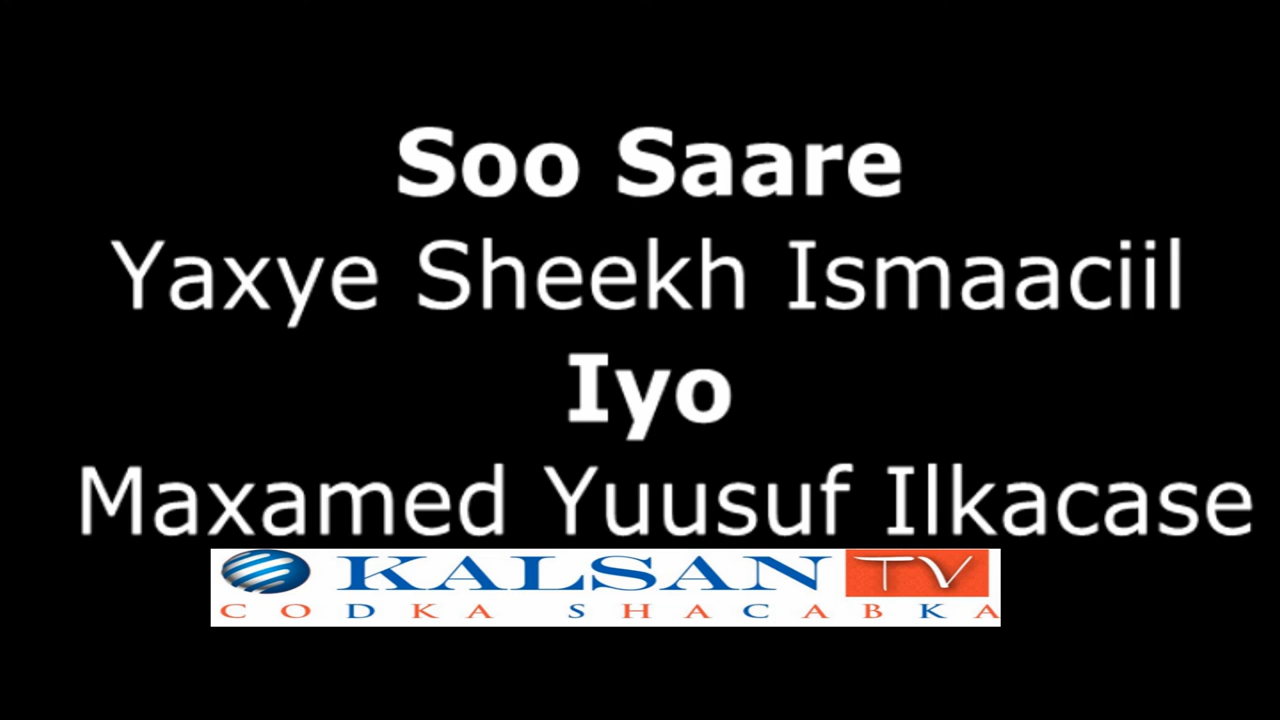 Soo Saare
Yaxye Sheekh Ismaaciil
Iyo
Maxamed Yuusuf Ilkacase
KALSAN TV
CODKA SHACABKA